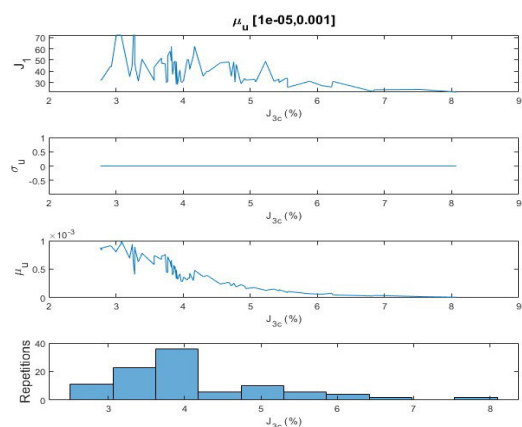 μu [1e-05,0.001]
70
60
50
40
30
J1
2 3 4 5 6 7 8 9
J3c (%)
1
0.5
0
-0.5
σu
2 3 4 5 6 7 8 9
J3c (%)
×10-3
1
0.5
0
μu
2 3 4 5 6 7 8 9
J3c (%)
40
20
0
Repetitions
3 4 5 6 7 8
J3c (%)